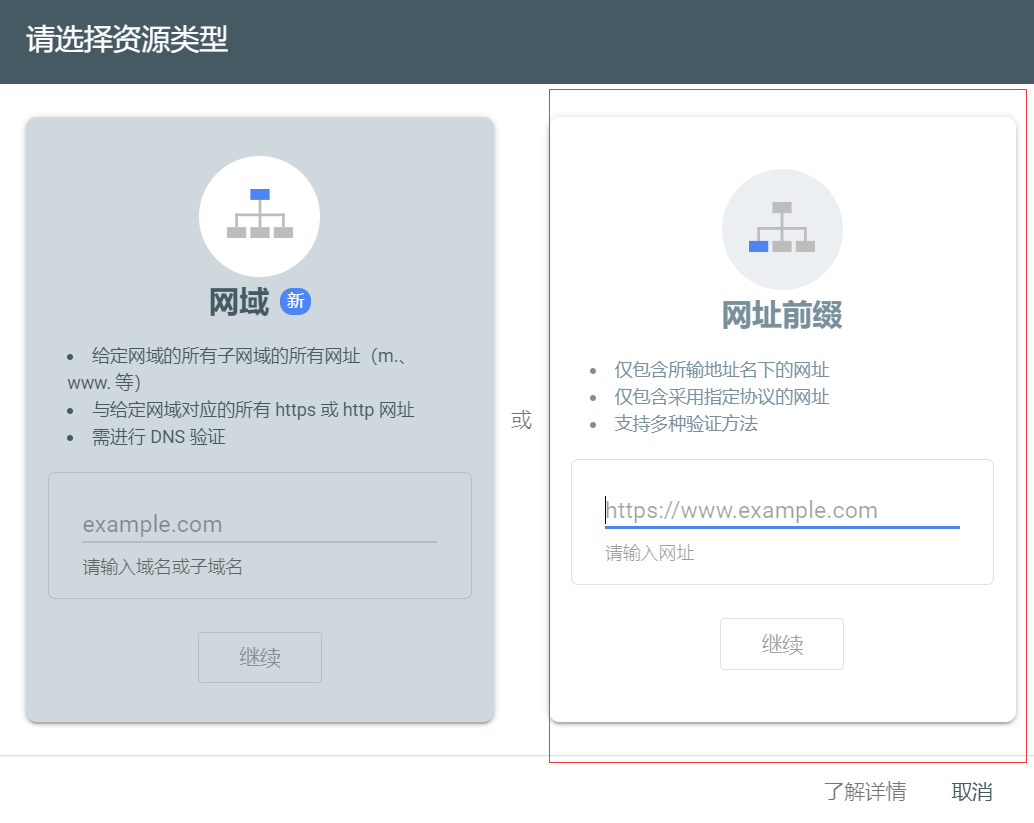 请选择资源类型
网域 新
• 给定网域的所有子网域的所有网址（m.、
www. 等）
• 与给定网域对应的所有 https 或 http 网址
• 需进行 DNS 验证
example.com
请输入域名或子域名
继续
或
网址前缀
• 仅包含所输地址名下的网址
• 仅包含采用指定协议的网址
• 支持多种验证方法
https://www.example.com
请输入网址
继续
了解详情 取消